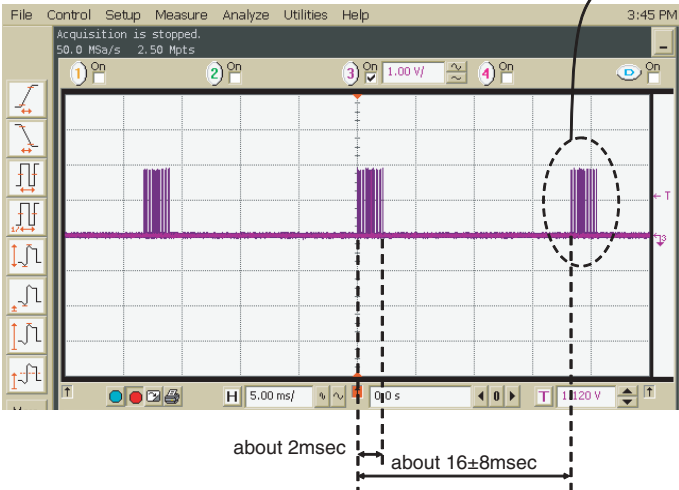 File Control Setup Measure Analyze Utilities Help 3:45 PM
Acquisition is stopped.
50.0 MSa/s 2.50 Mpts
1 On 2 On 3 On 1.00 V/ 4 On D On
T
3
H 5.00 ms/ 0.0 s 0 T
about 2msec
about 16±8msec